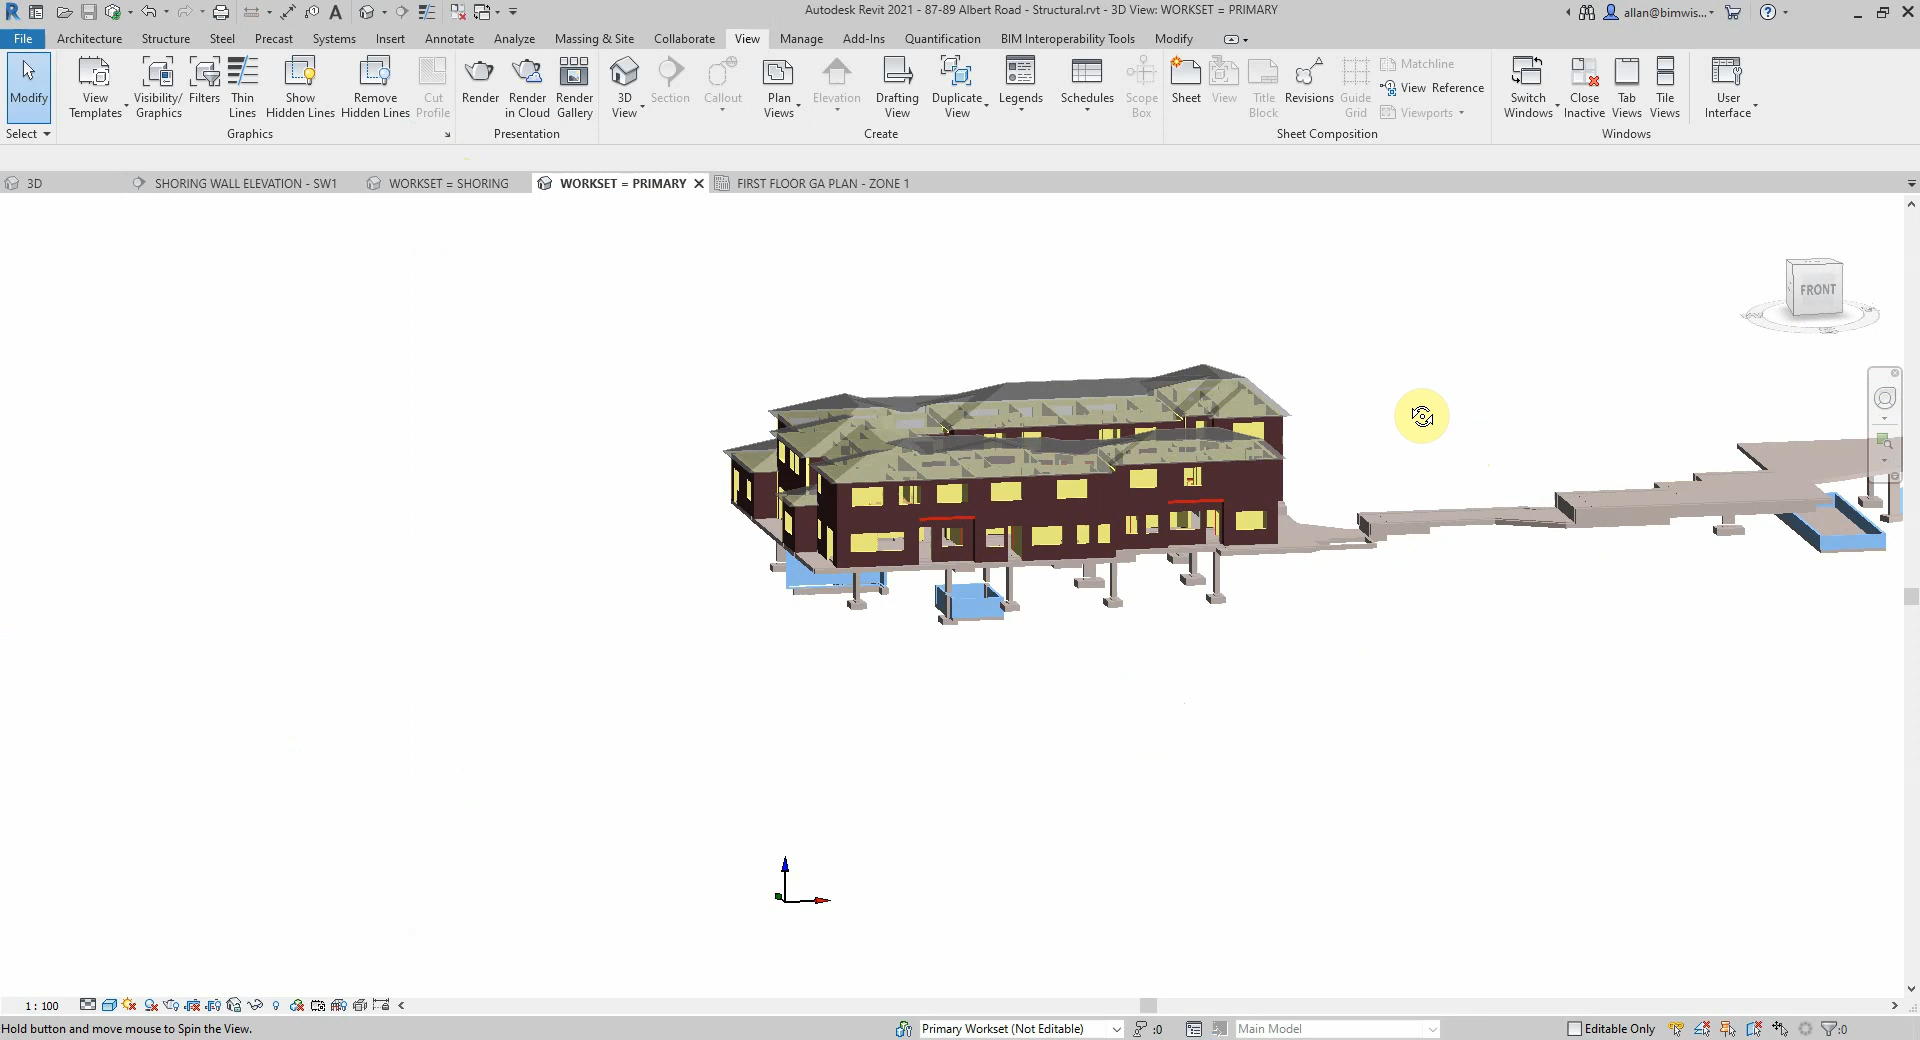 Autodesk Revit 2021 - 87-89 Albert Road - Structural.rvt - 3D View: WORKSET = PRIMARY
allan@bimwis...
File Architecture Structure Steel Precast Systems Insert Annotate Analyze Massing & Site Collaborate View Manage Add-Ins Quantification BIM Interoperability Tools Modify
Modify
View Templates
Visibility/ Graphics
Filters
Thin Lines
Show Hidden Lines
Remove Hidden Lines
Cut Profile
Render
Render in Cloud
Render Gallery
3D View
Section
Callout
Plan Views
Elevation
Drafting View
Duplicate View
Legends
Schedules
Scope Box
Sheet
View
Title Block
Revisions
Guide Grid
Matchline
View Reference
Viewports
Switch Windows
Close Inactive
Tab Views
Tile Views
User Interface
Select Graphics Presentation Create Sheet Composition Windows
3D SHORING WALL ELEVATION - SW1 WORKSET = SHORING WORKSET = PRIMARY FIRST FLOOR GA PLAN - ZONE 1
FRONT
1 : 100
Hold button and move mouse to Spin the View.
Primary Workset (Not Editable)
:0
Main Model
Editable Only
:0